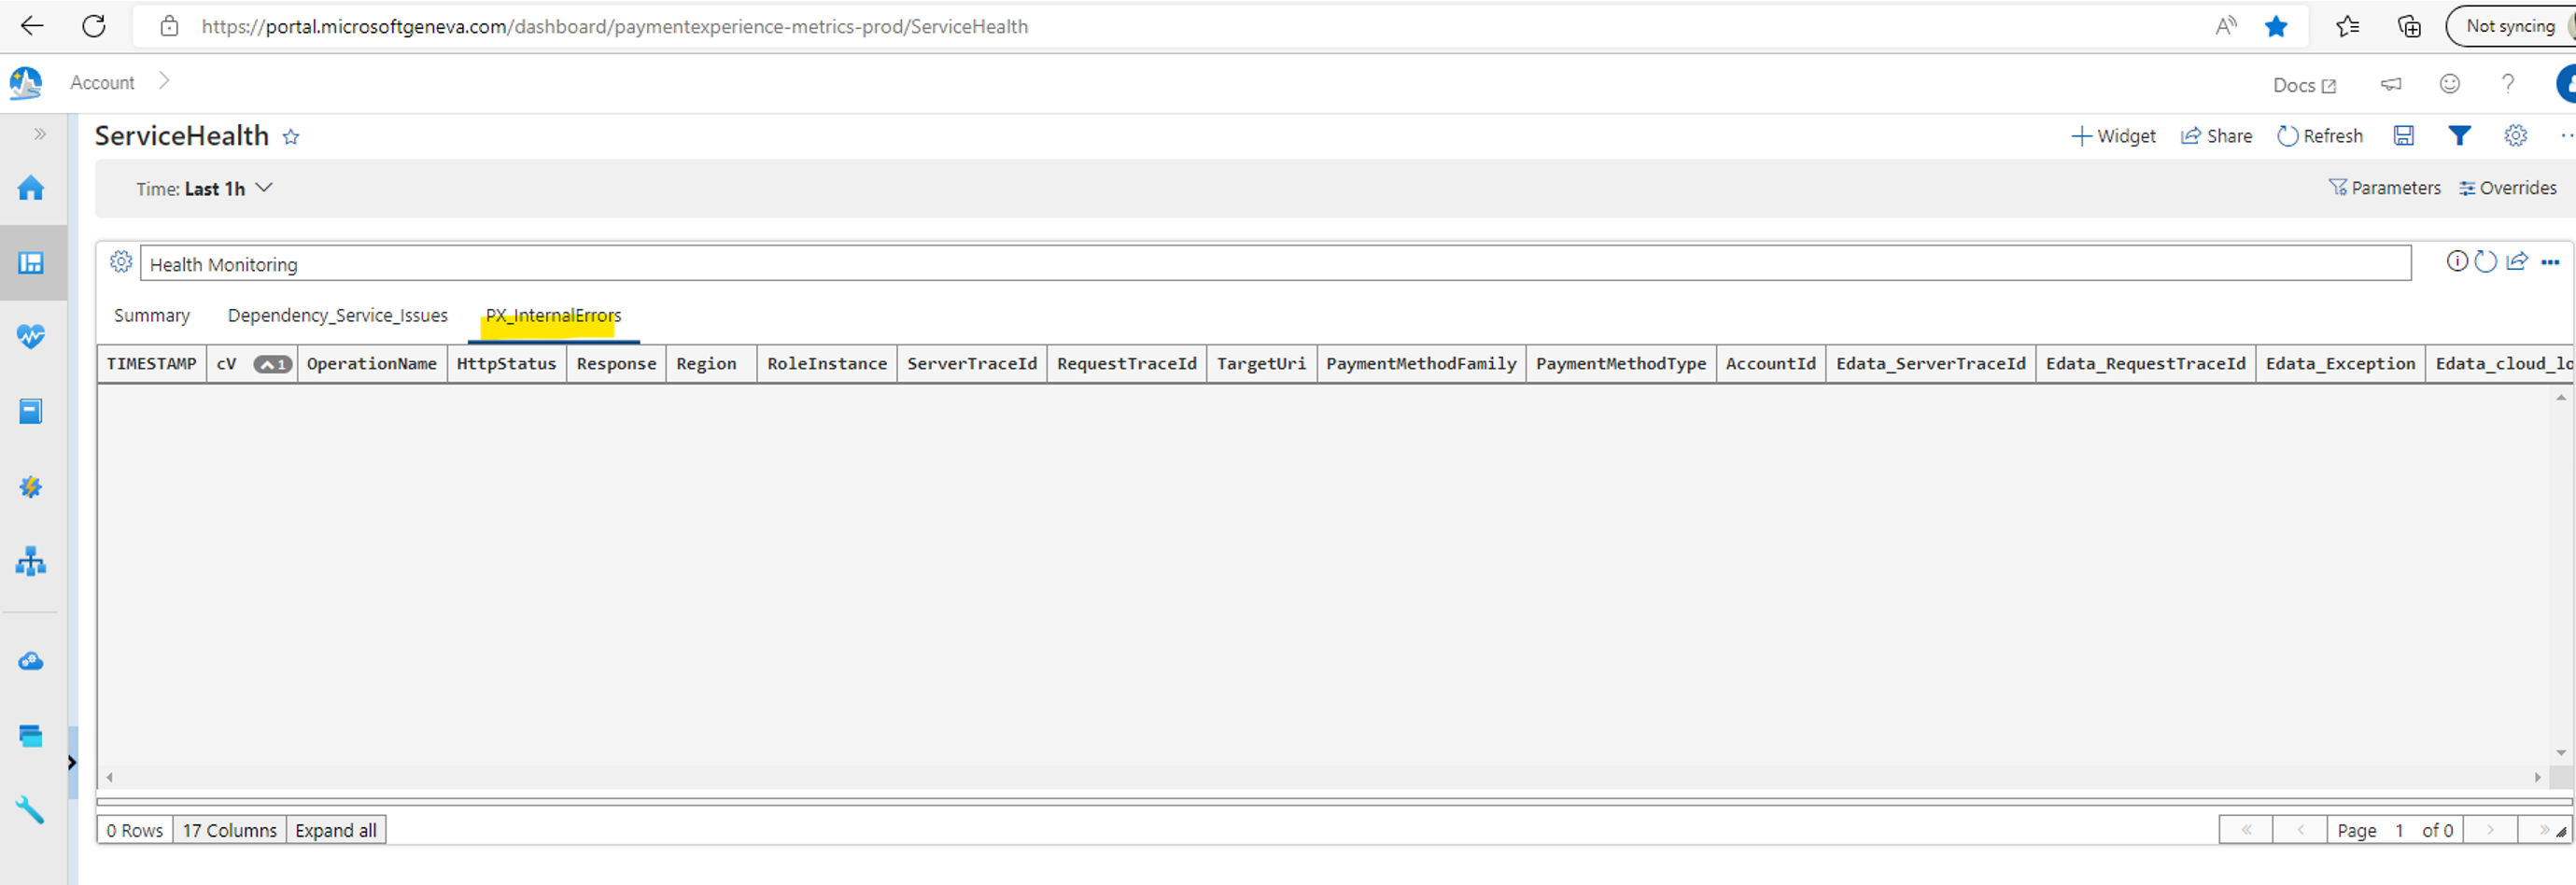 https://portal.microsoftgeneva.com/dashboard/paymentexperience-metrics-prod/ServiceHealth Not syncing
Account Docs
ServiceHealth Widget Share Refresh
Time: Last 1h Parameters Overrides
Health Monitoring
Summary Dependency_Service_Issues PX_InternalErrors
TIMESTAMP cV 1 OperationName HttpStatus Response Region RoleInstance ServerTraceId RequestTraceId TargetUri PaymentMethodFamily PaymentMethodType AccountId Edata_ServerTraceId Edata_RequestTraceId Edata_Exception Edata_cloud_lo
0 Rows 17 Columns Expand all Page 1 of 0